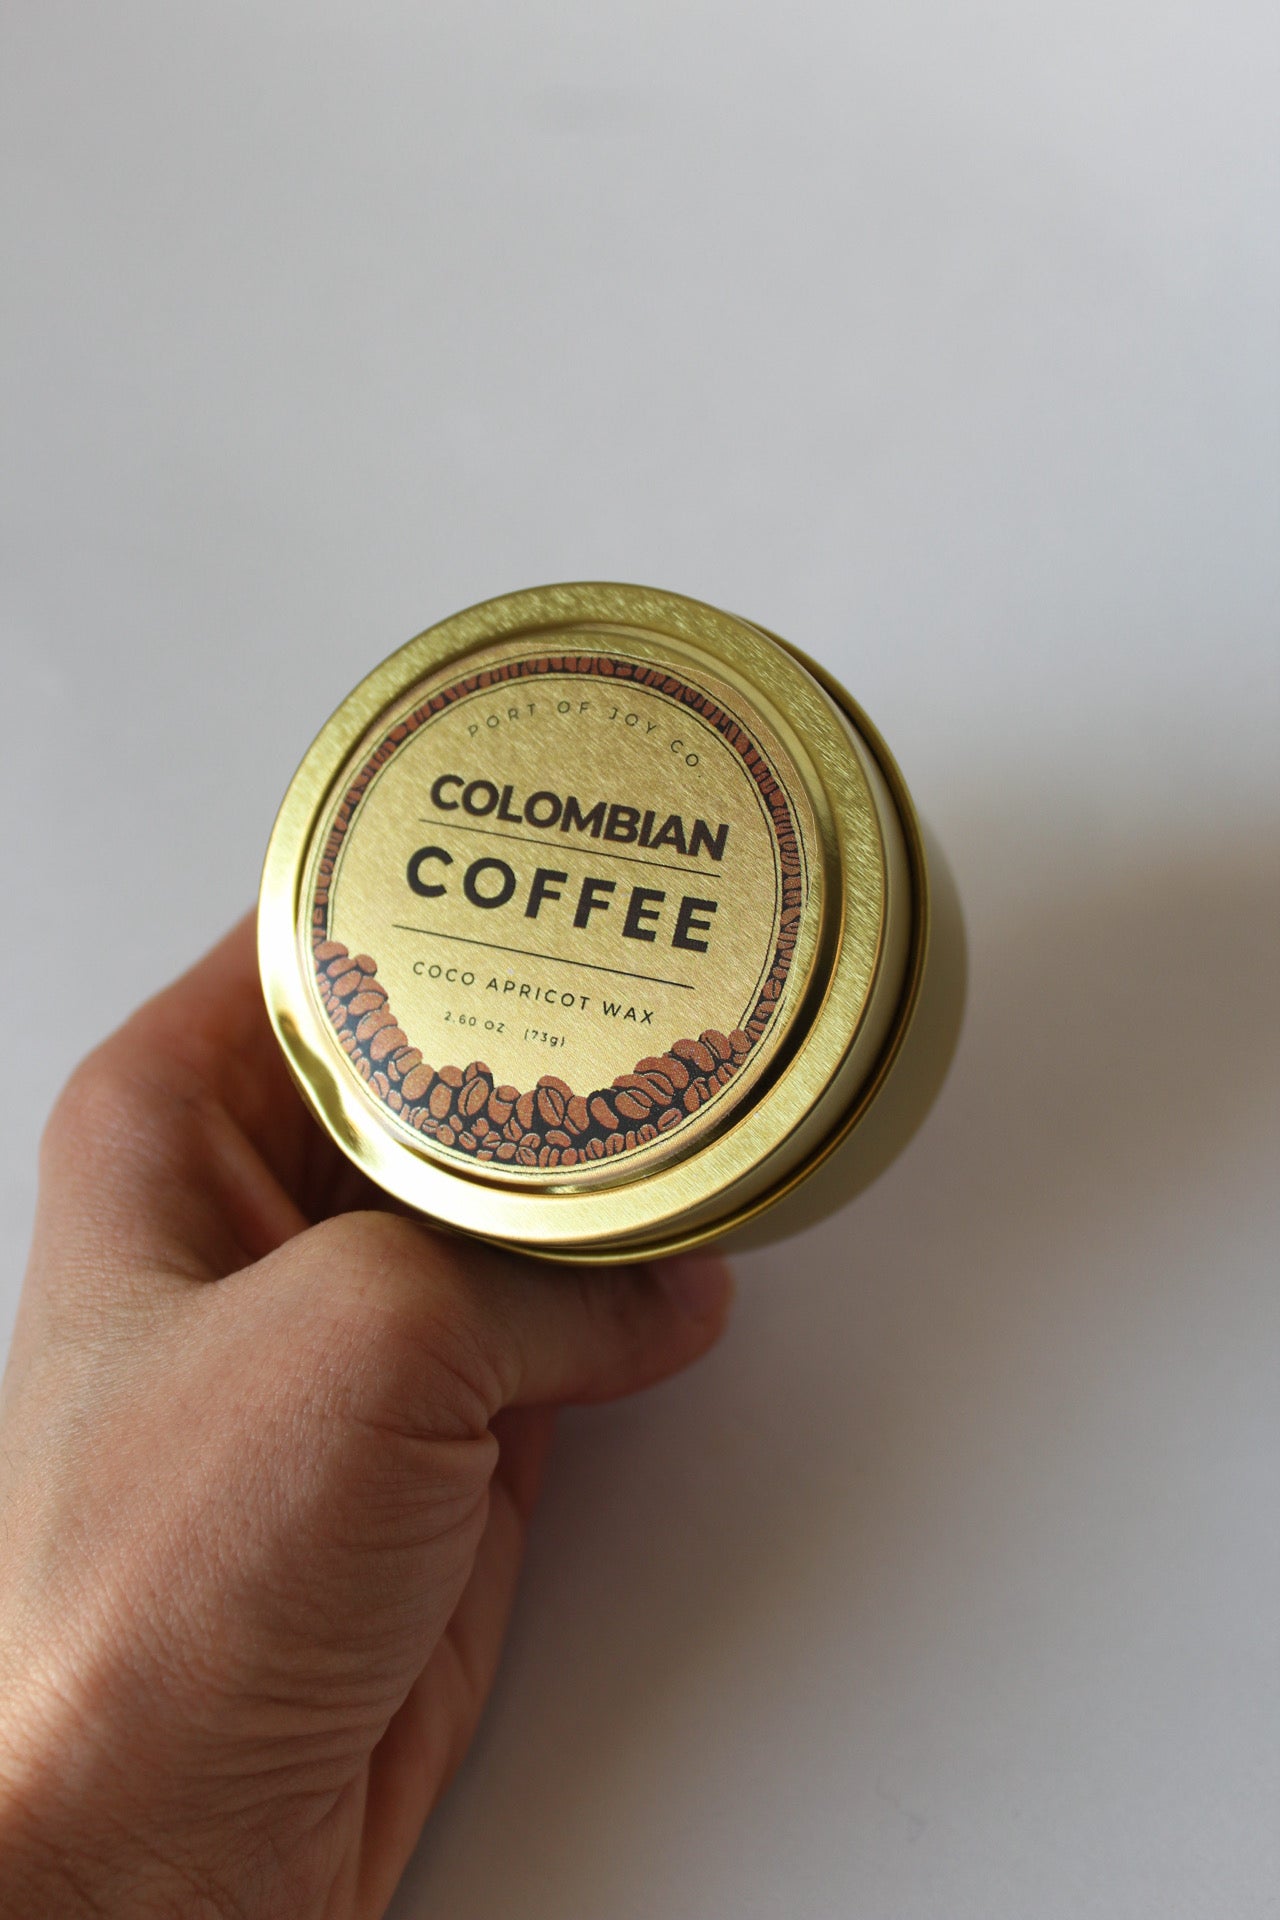 PORT OF JOY CO.
COLOMBIAN
COFFEE
COCO APRICOT WAX
2.60 OZ (73g)